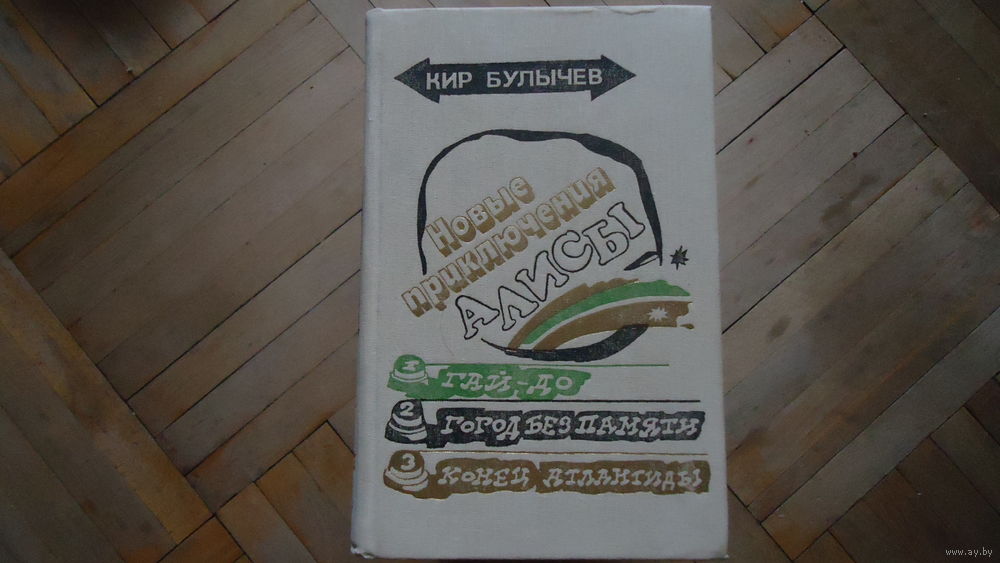 КИР БУЛЫЧЕВ
Новые
приключения
АЛИСЫ
1 ГАЙ-ДО
2 ГОРОД БЕЗ ПАМЯТИ
3 КОНЕЦ АТЛАНТИДЫ
www.ay.by